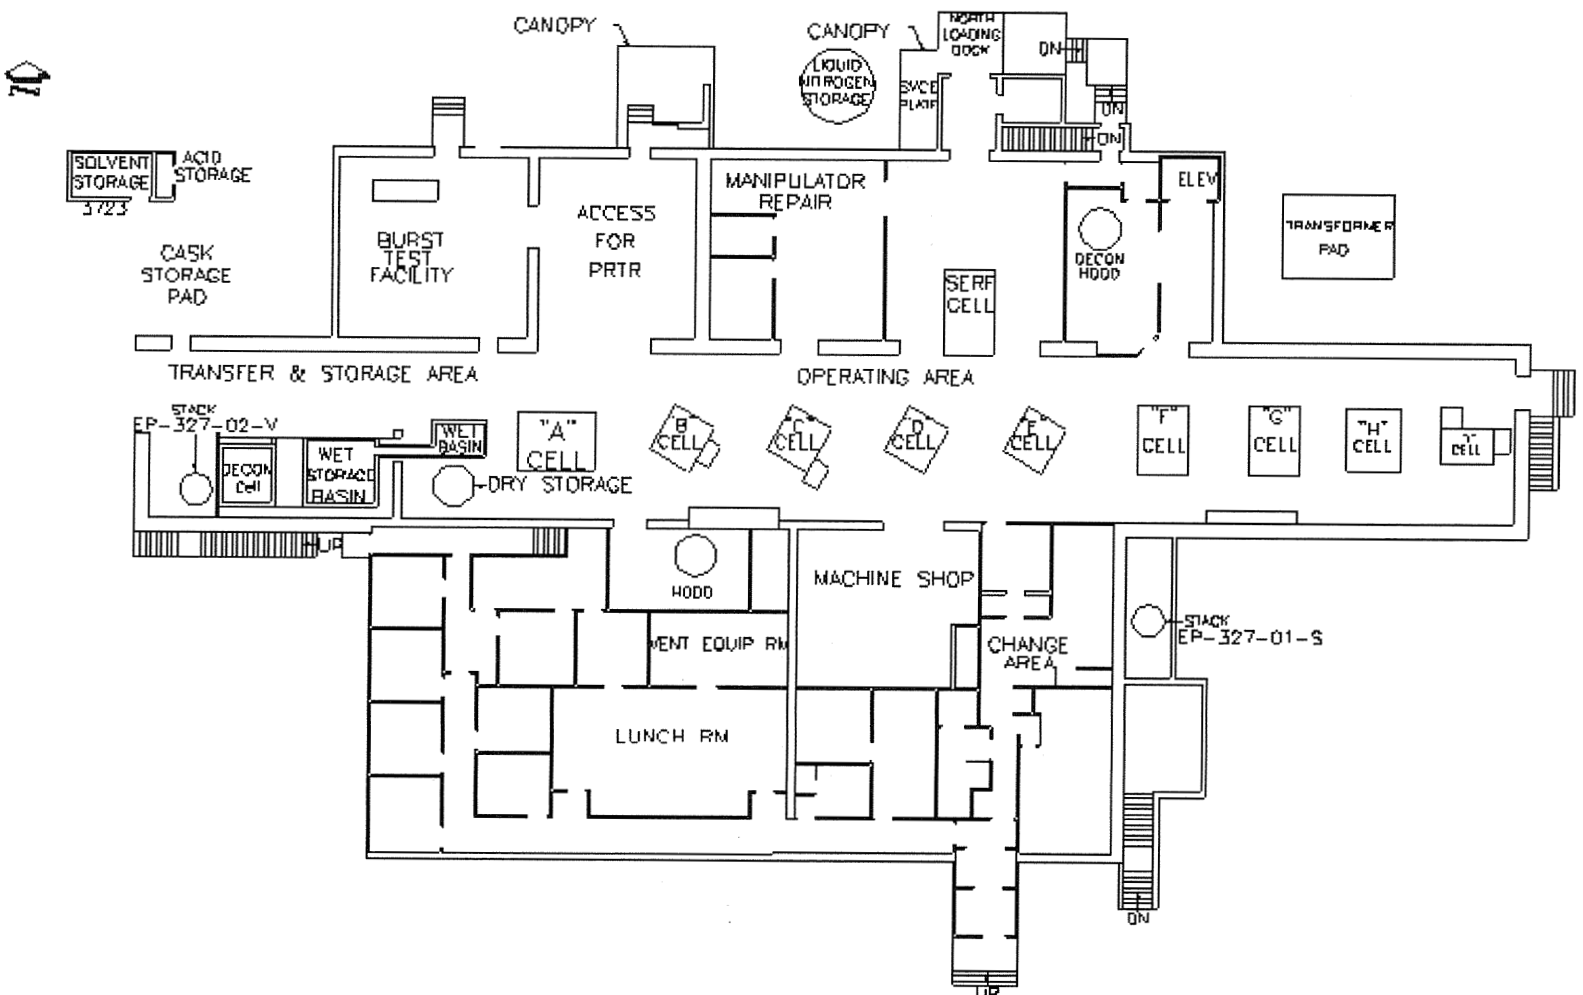 CANOPY
CANOPY
NORTH
LOADING
DOCK
DN
LIQUID
NITROGEN
STORAGE
SVCE
PLATF
DN
DN
N
SOLVENT
STORAGE
ACID
STORAGE
3723
MANIPULATOR
REPAIR
ELEV
ACCESS
FOR
PRTR
BURST
TEST
FACILITY
CASK
STORAGE
PAD
DECON
HOOD
TRANSFORMER
PAD
SERF
CELL
TRANSFER & STORAGE AREA
OPERATING AREA
STACK
EP-327-02-V
WET
BASIN
"A"
CELL
"B"
CELL
"C"
CELL
"D"
CELL
"E"
CELL
"F"
CELL
"G"
CELL
"H"
CELL
"I"
CELL
DECON
Cell
WET
STORAGE
BASIN
DRY STORAGE
UP
HOOD
MACHINE SHOP
VENT EQUIP RM
CHANGE
AREA
STACK
EP-327-01-S
LUNCH RM
DN
UP